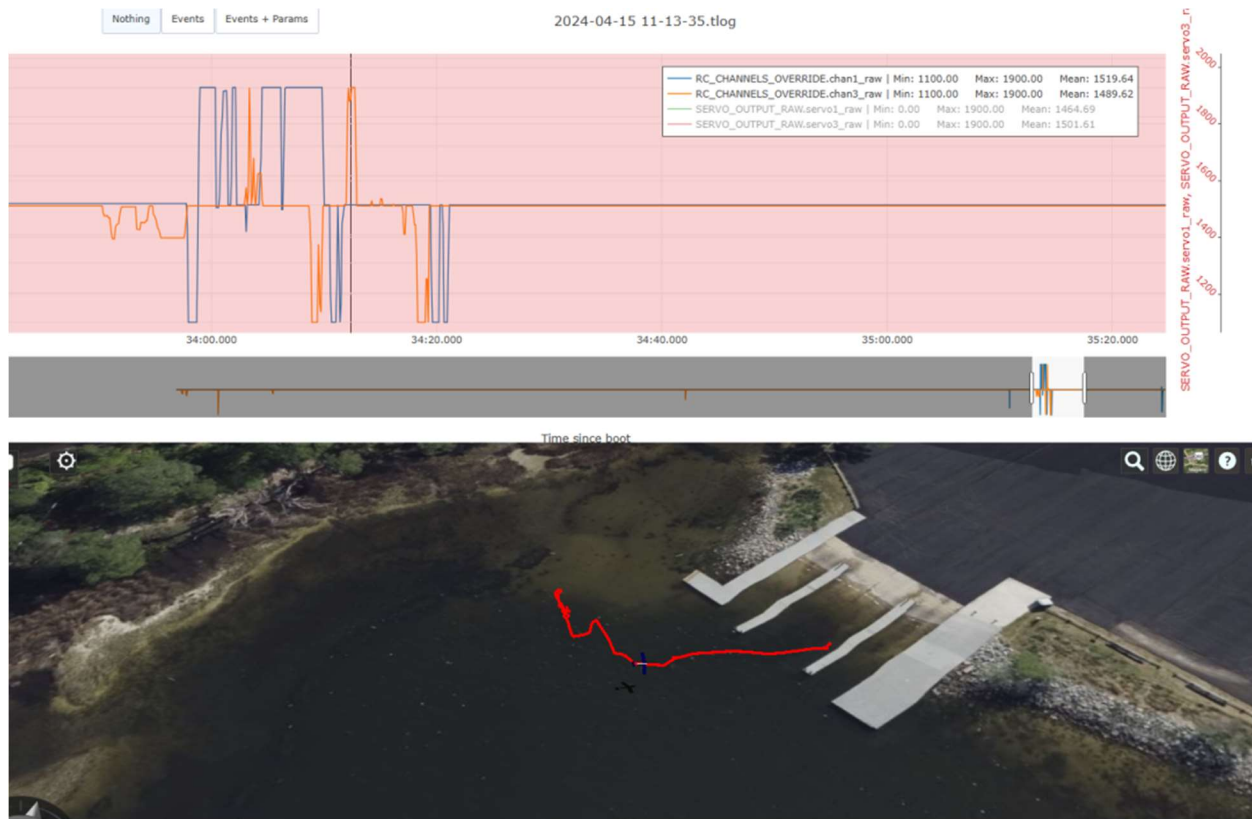 Nothing Events Events + Params
2024-04-15 11-13-35.tlog
RC_CHANNELS_OVERRIDE.chan1_raw | Min: 1100.00 Max: 1900.00 Mean: 1519.64
RC_CHANNELS_OVERRIDE.chan3_raw | Min: 1100.00 Max: 1900.00 Mean: 1489.62
SERVO_OUTPUT_RAW.servo1_raw | Min: 0.00 Max: 1900.00 Mean: 1464.69
SERVO_OUTPUT_RAW.servo3_raw | Min: 0.00 Max: 1900.00 Mean: 1501.61
2000
1800
1600
1400
1200
SERVO_OUTPUT_RAW.servo1_raw, SERVO_OUTPUT_RAW.servo3_r
34:00.000 34:20.000 34:40.000 35:00.000 35:20.000
Time since boot
?